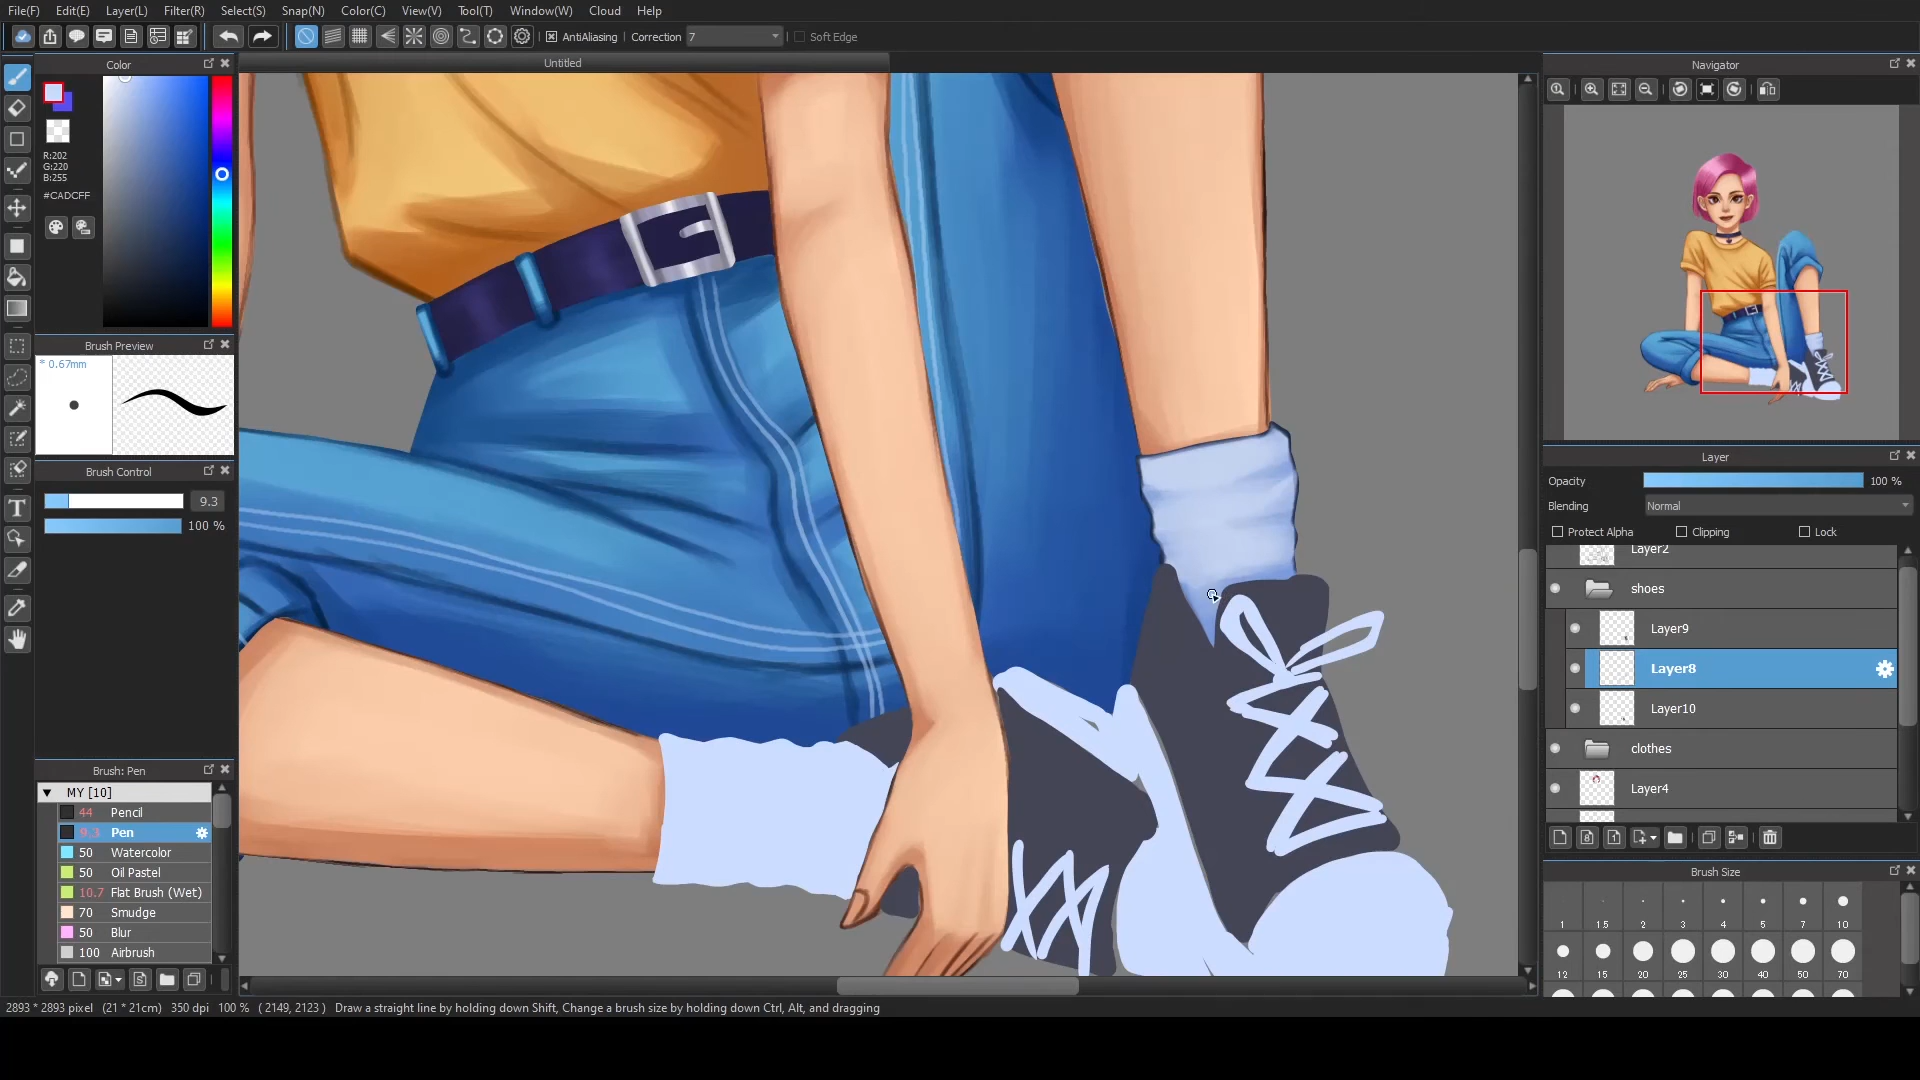 File(F) Edit(E) Layer(L) Filter(R) Select(S) Snap(N) Color(C) View(V) Tool(T) Window(W) Cloud Help
AntiAliasing Correction 7 Soft Edge
Color
Untitled
Navigator
R:202
G:220
B:255
#CADCFF
Brush Preview
* 0.67mm
Brush Control
9.3
100 %
Layer
Opacity 100 %
Blending Normal
Protect Alpha Clipping Lock
Layer2
shoes
Layer9
Layer8
Layer10
clothes
Layer4
Brush: Pen
MY [10]
44 Pencil
9.3 Pen
50 Watercolor
50 Oil Pastel
10.7 Flat Brush (Wet)
70 Smudge
50 Blur
100 Airbrush
Brush Size
1 1.5 2 3 4 5 7 10
12 15 20 25 30 40 50 70
2893 * 2893 pixel (21 * 21cm) 350 dpi 100 % ( 2149, 2123 ) Draw a straight line by holding down Shift, Change a brush size by holding down Ctrl, Alt, and dragging